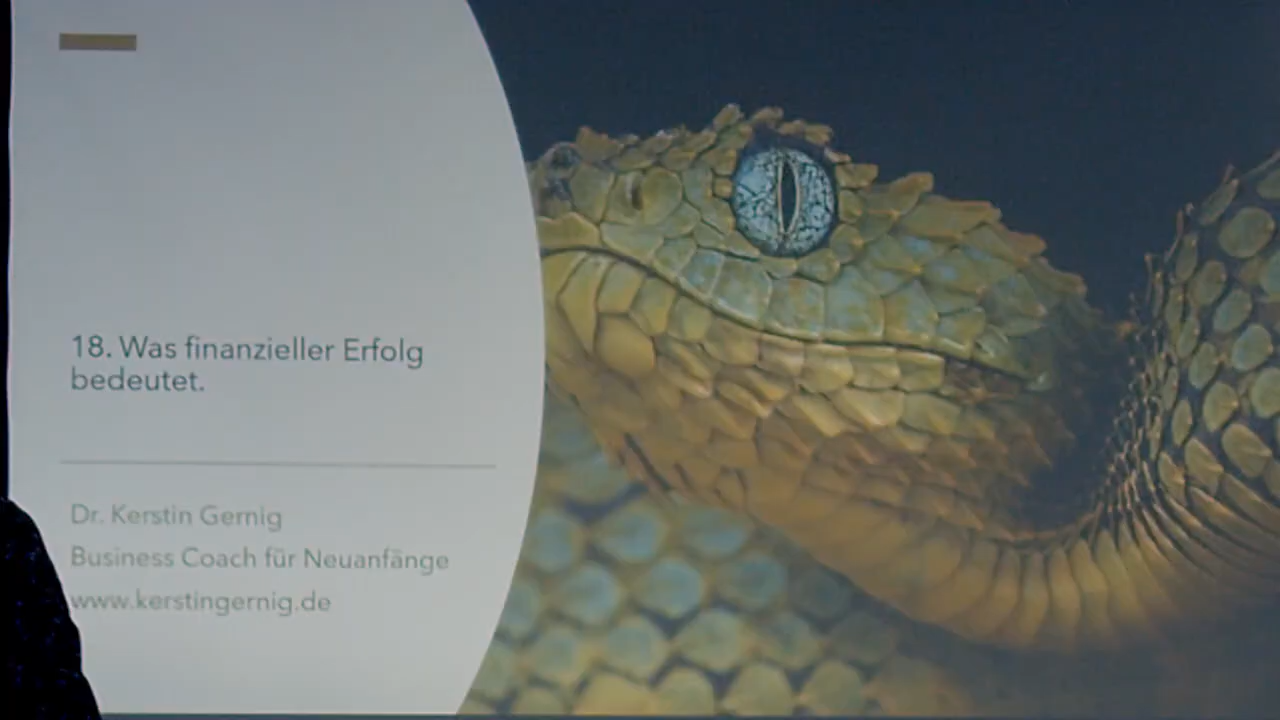 18. Was finanzieller Erfolg
bedeutet.
Dr. Kerstin Gernig
Business Coach für Neuanfänge
www.kerstingernig.de